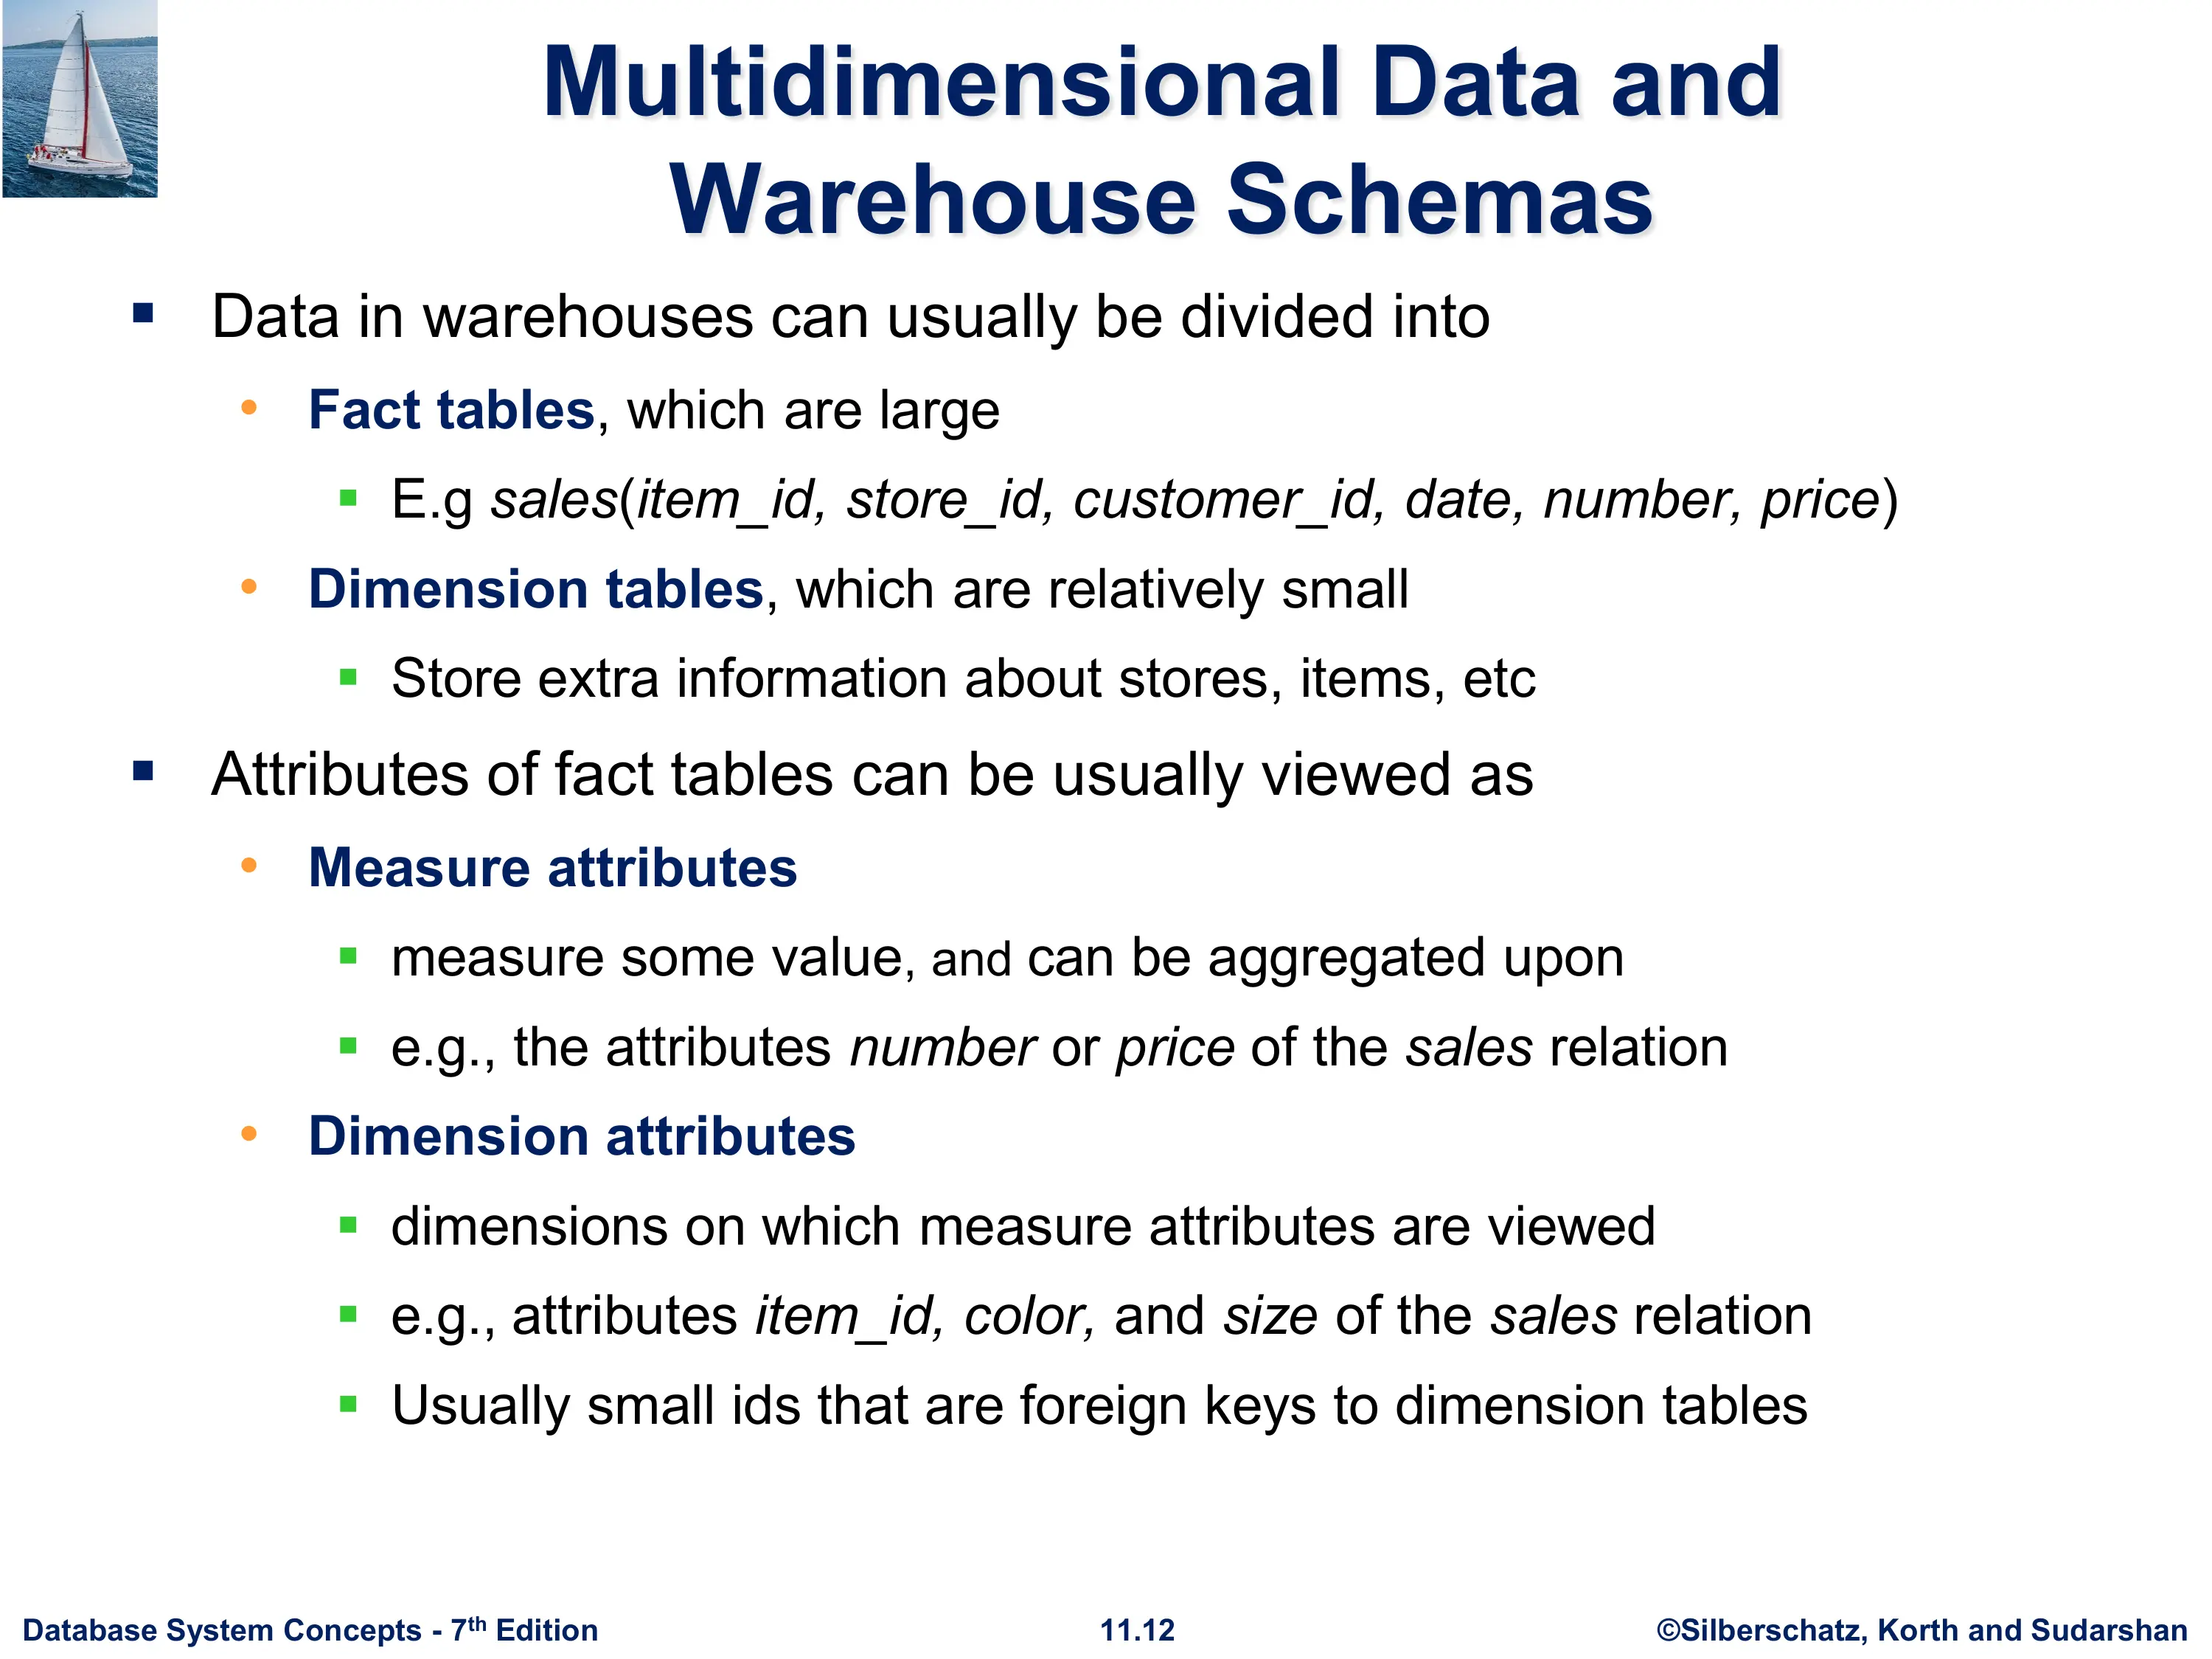 Multidimensional Data and
Warehouse Schemas
▪ Data in warehouses can usually be divided into
• Fact tables, which are large
▪ E.g sales(item_id, store_id, customer_id, date, number, price)
• Dimension tables, which are relatively small
▪ Store extra information about stores, items, etc
▪ Attributes of fact tables can be usually viewed as
• Measure attributes
▪ measure some value, and can be aggregated upon
▪ e.g., the attributes number or price of the sales relation
• Dimension attributes
▪ dimensions on which measure attributes are viewed
▪ e.g., attributes item_id, color, and size of the sales relation
▪ Usually small ids that are foreign keys to dimension tables
Database System Concepts - 7th Edition 11.12 ©Silberschatz, Korth and Sudarshan